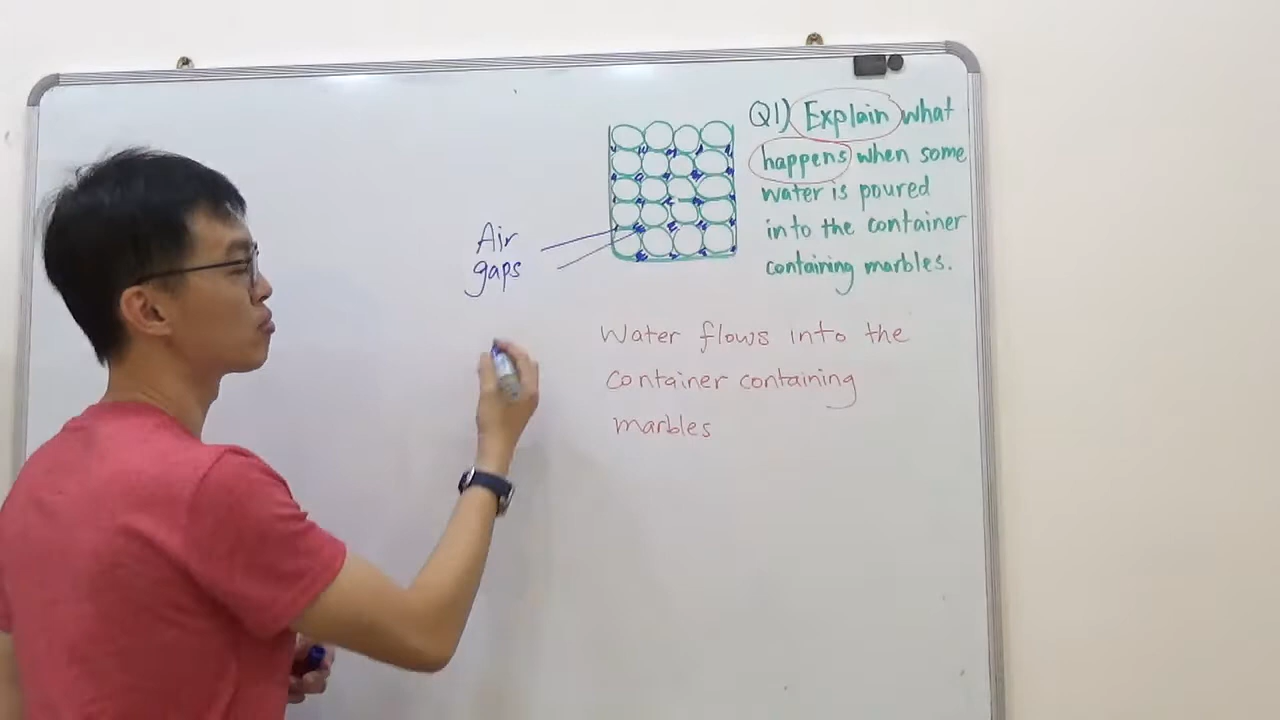 Q1) Explain what
happens when some
water is poured
into the container
containing marbles.
Air
gaps
Water flows into the
container containing
marbles